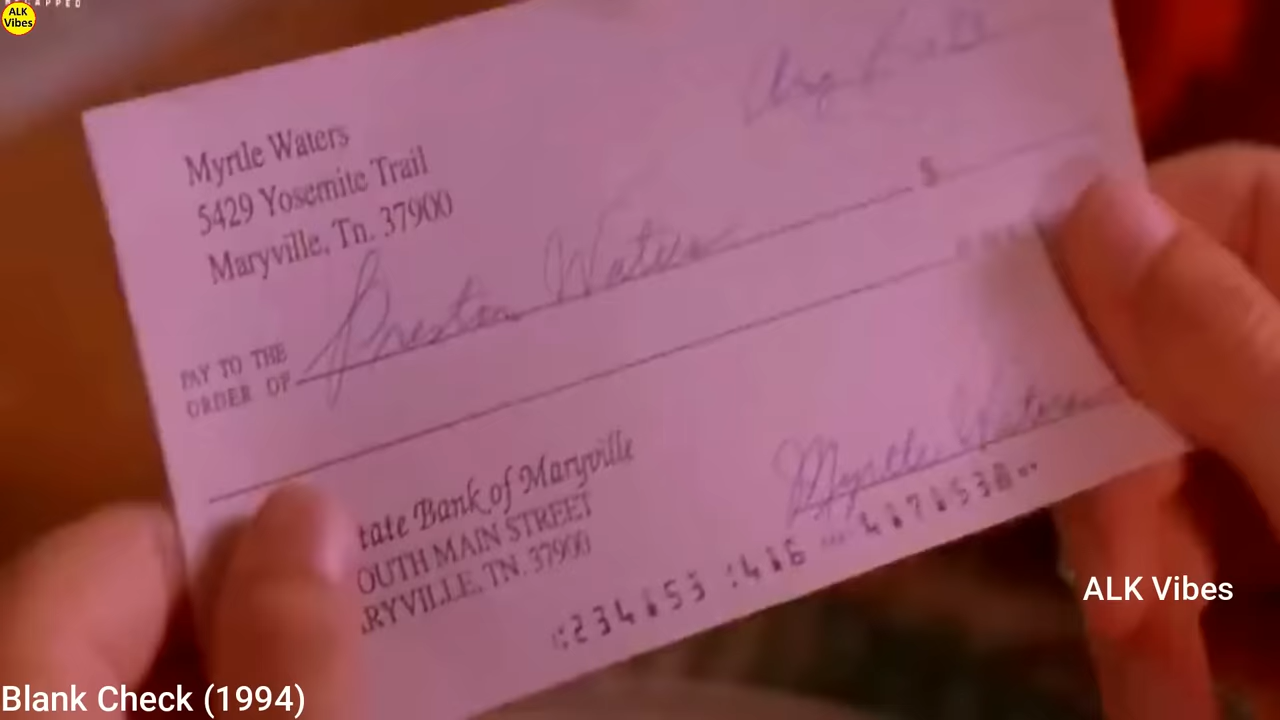 ALK
Vibes
Myrtle Waters
5429 Yosemite Trail
Maryville, Tn. 37900
$
PAY TO THE
ORDER OF
Preston Waters
tate Bank of Maryville
OUTH MAIN STREET
RYVILLE, TN. 37900
Myrtle Waters
ALK Vibes
Blank Check (1994)